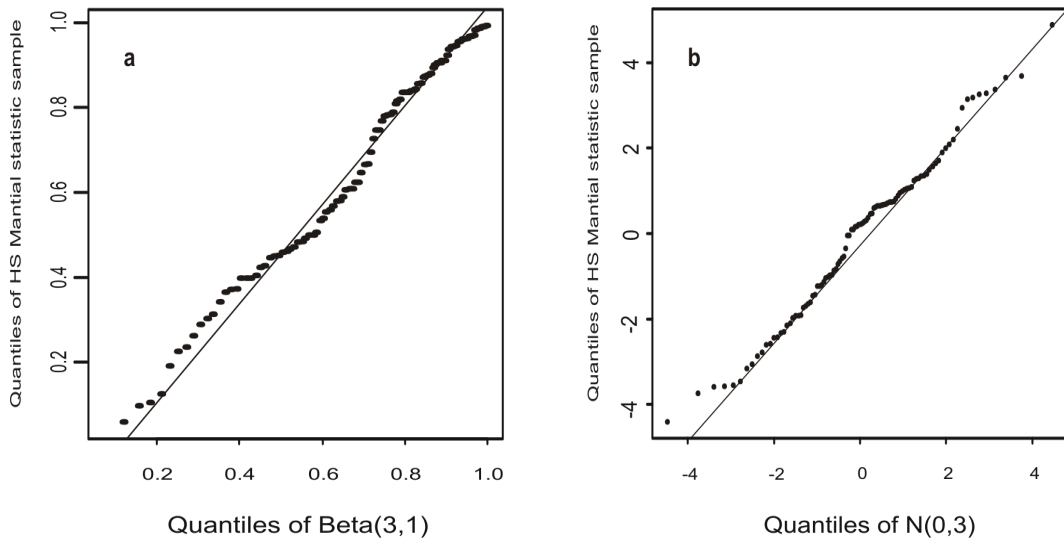 a
Quantiles of HS Mantial statistic sample
1.0
0.8
0.6
0.4
0.2
0.2 0.4 0.6 0.8 1.0
Quantiles of Beta(3,1)
b
Quantiles of HS Mantial statistic sample
4
2
0
-2
-4
-4 -2 0 2 4
Quantiles of N(0,3)